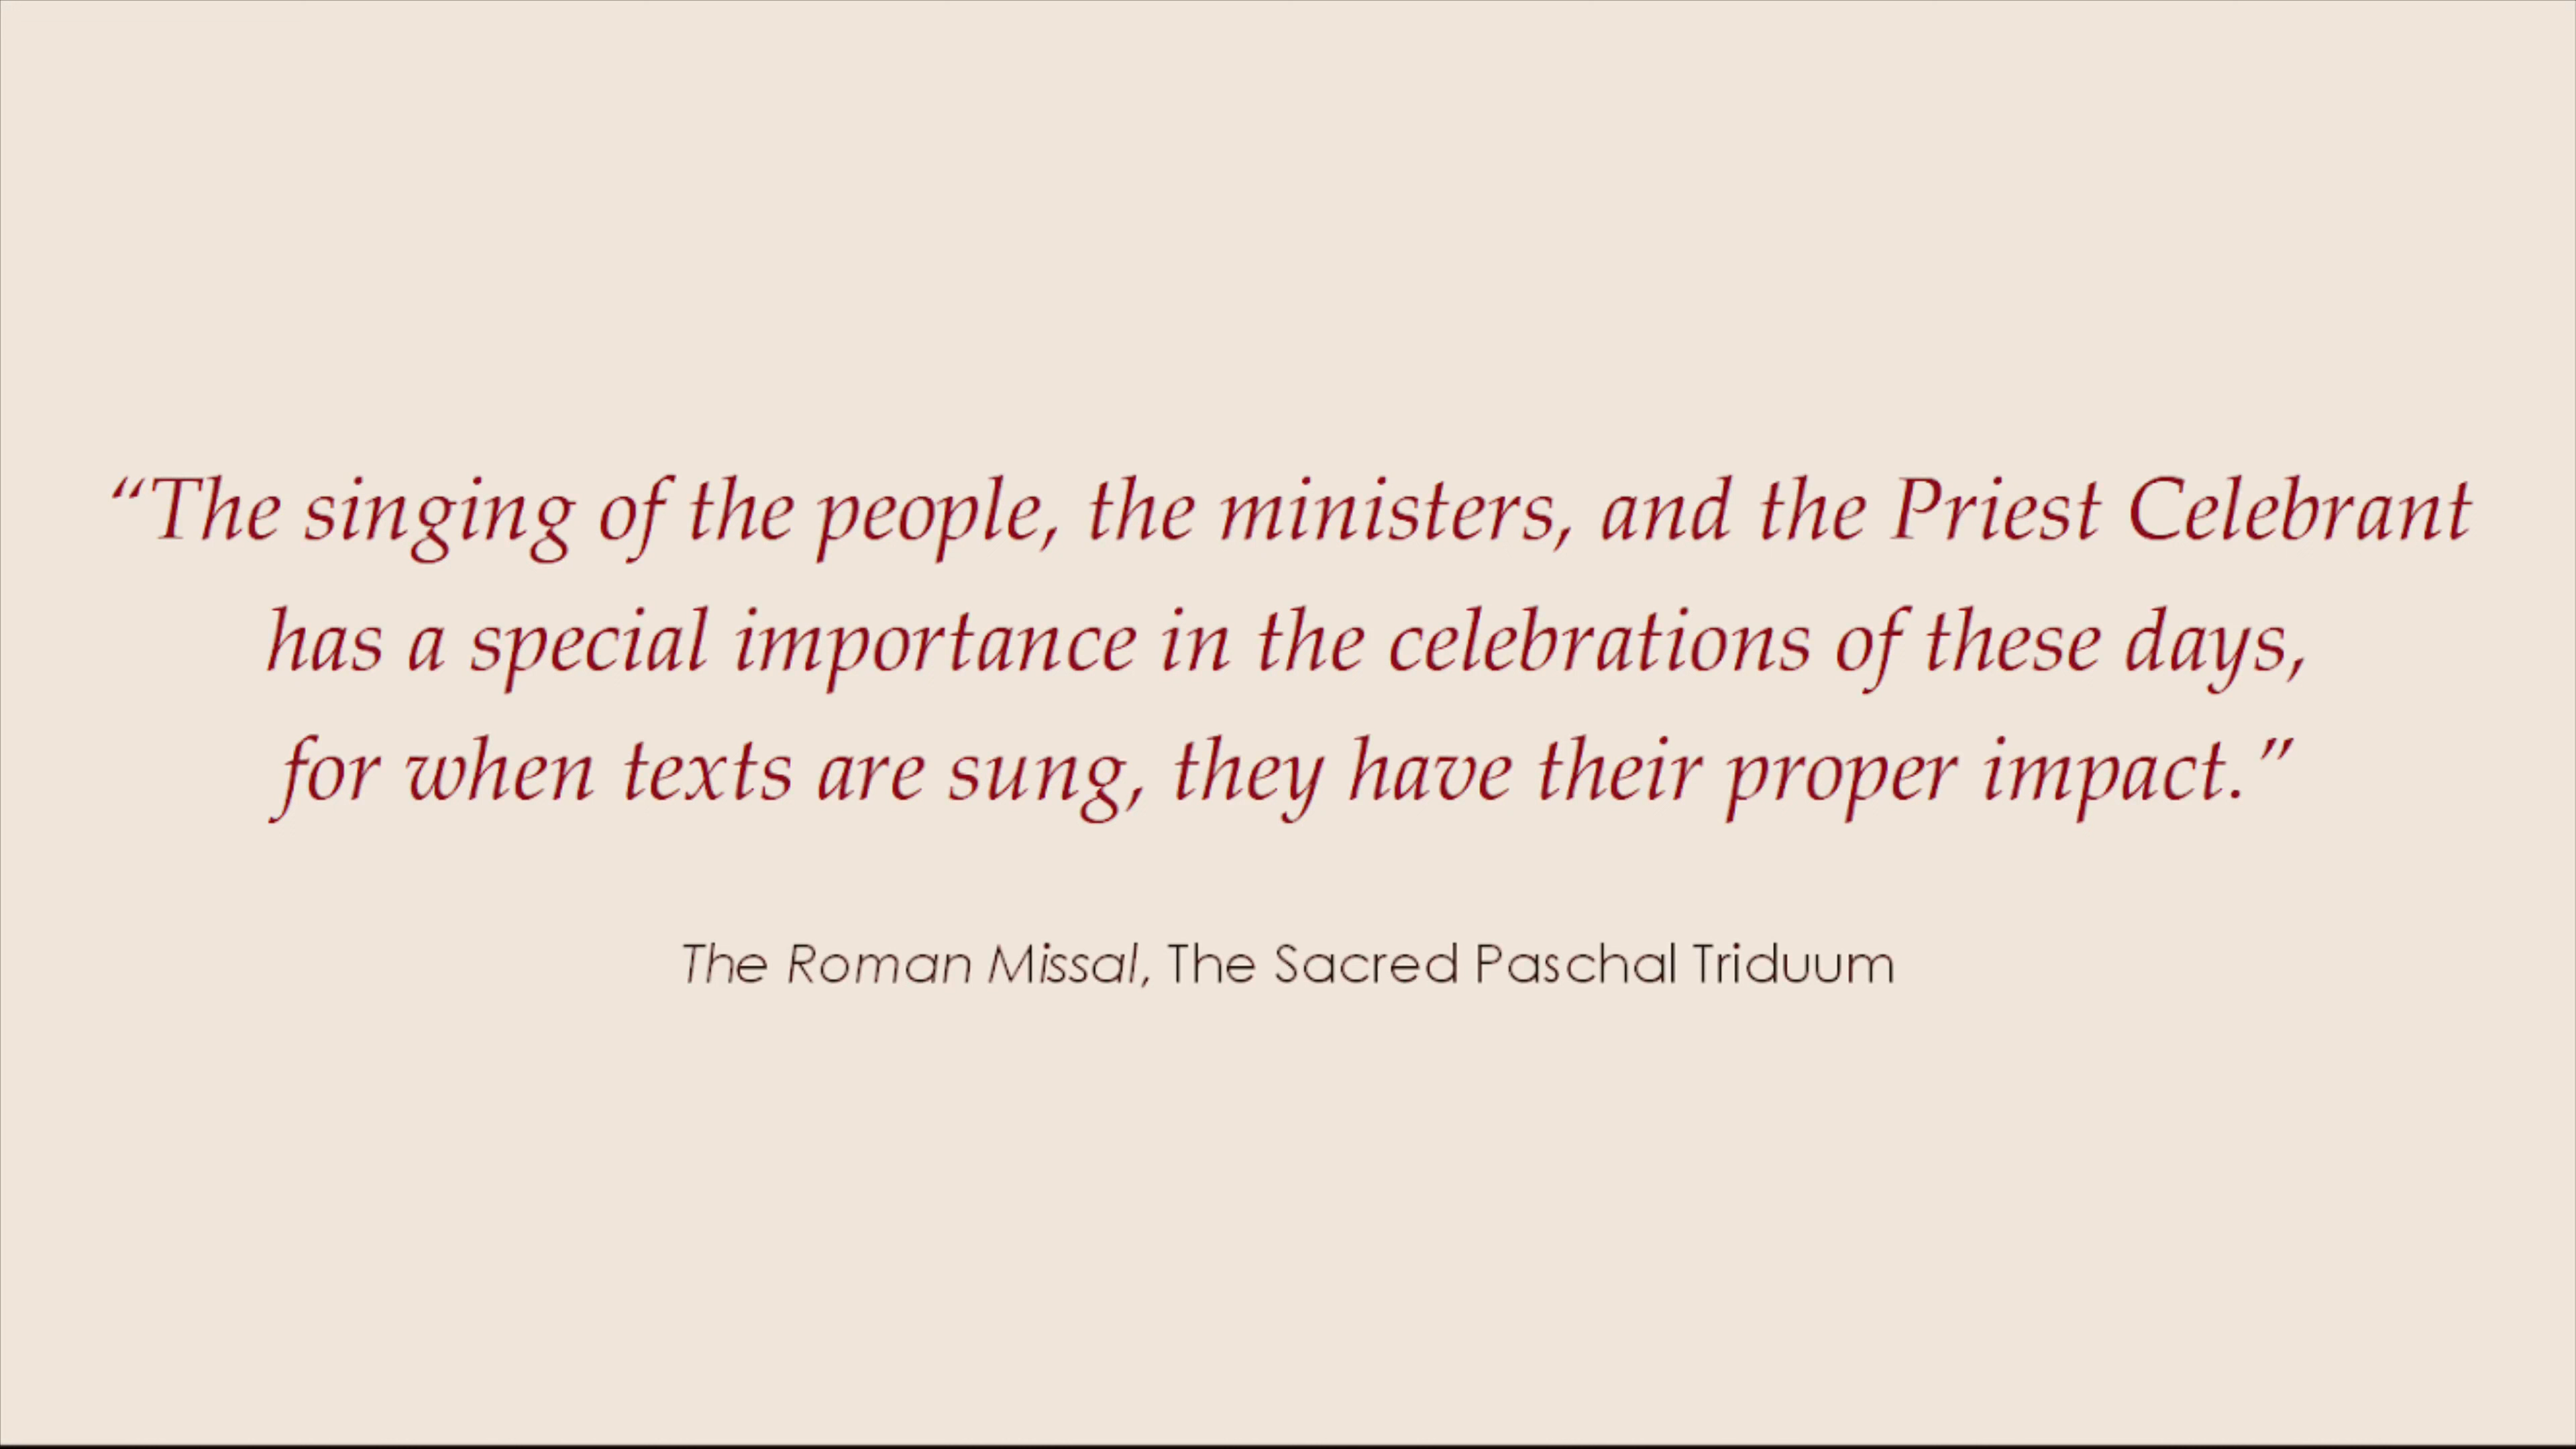 “The singing of the people, the ministers, and the Priest Celebrant
has a special importance in the celebrations of these days,
for when texts are sung, they have their proper impact.”
The Roman Missal, The Sacred Paschal Triduum